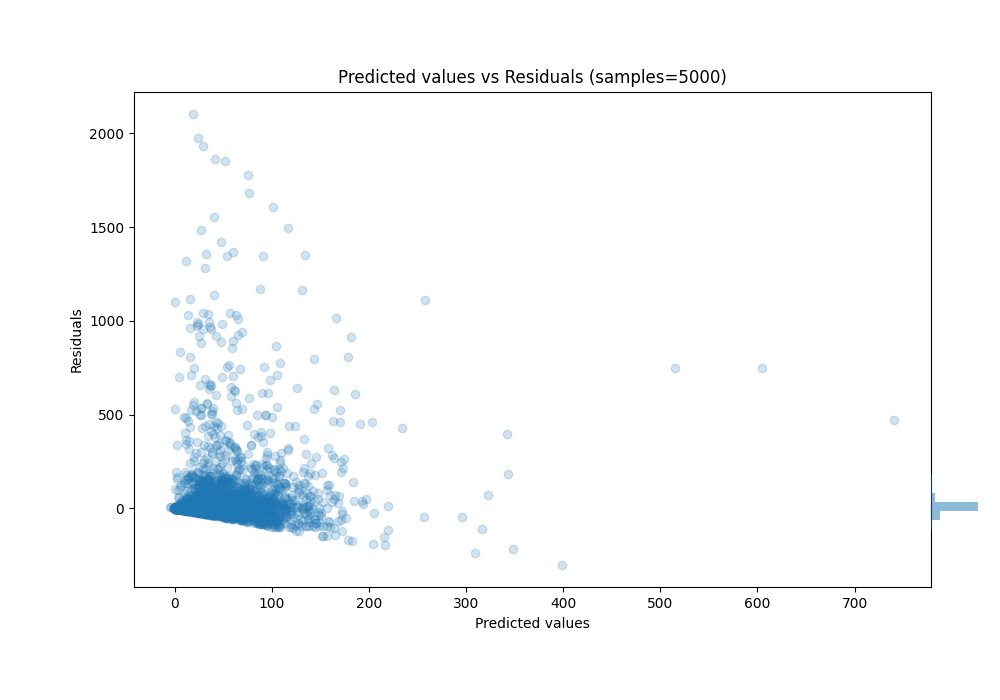 Predicted values vs Residuals (samples=5000)
2000
1500
1000
500
0
Residuals
0 100 200 300 400 500 600 700
Predicted values